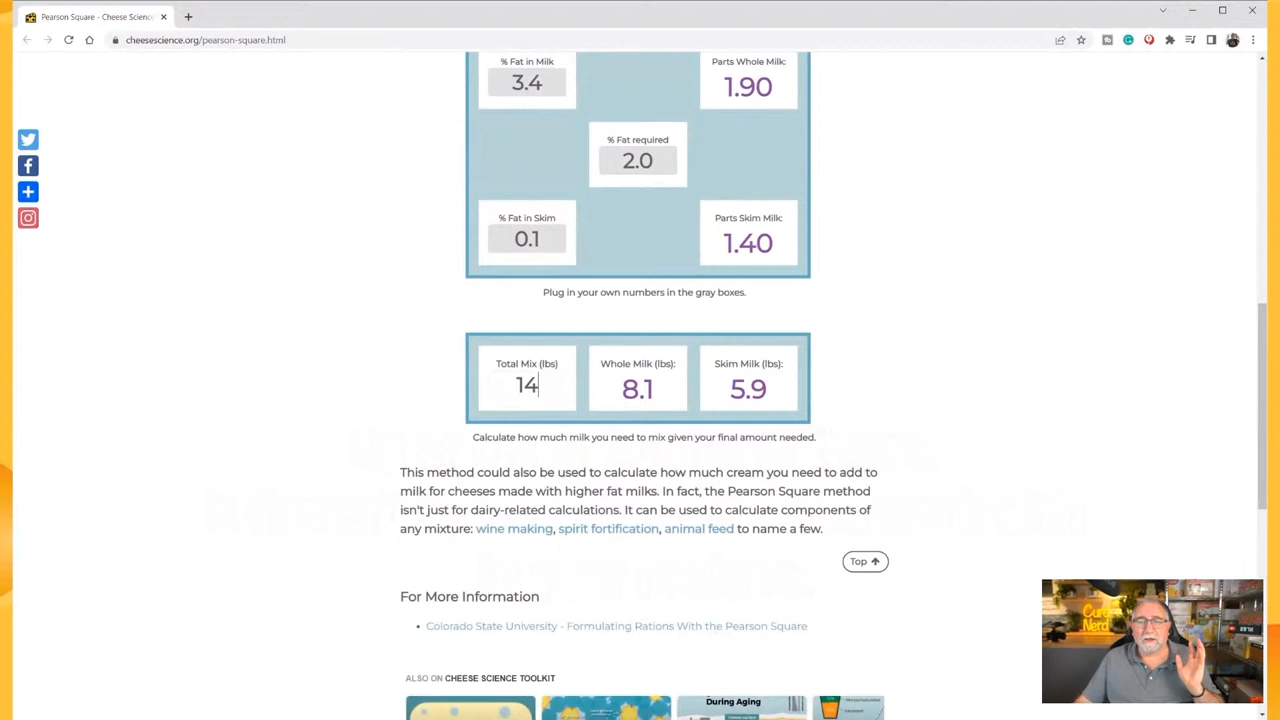 Pearson Square - Cheese Scienc
cheesescience.org/pearson-square.html
% Fat in Milk
3.4
Parts Whole Milk:
1.90
% Fat required
2.0
% Fat in Skim
0.1
Parts Skim Milk:
1.40
Plug in your own numbers in the gray boxes.
Total Mix (lbs)
14
Whole Milk (lbs):
8.1
Skim Milk (lbs):
5.9
Calculate how much milk you need to mix given your final amount needed.
This method could also be used to calculate how much cream you need to add to
milk for cheeses made with higher fat milks. In fact, the Pearson Square method
isn't just for dairy-related calculations. It can be used to calculate components of
any mixture: wine making, spirit fortification, animal feed to name a few.
Top
For More Information
• Colorado State University - Formulating Rations With the Pearson Square
ALSO ON CHEESE SCIENCE TOOLKIT
During Aging
Curd
Nerd